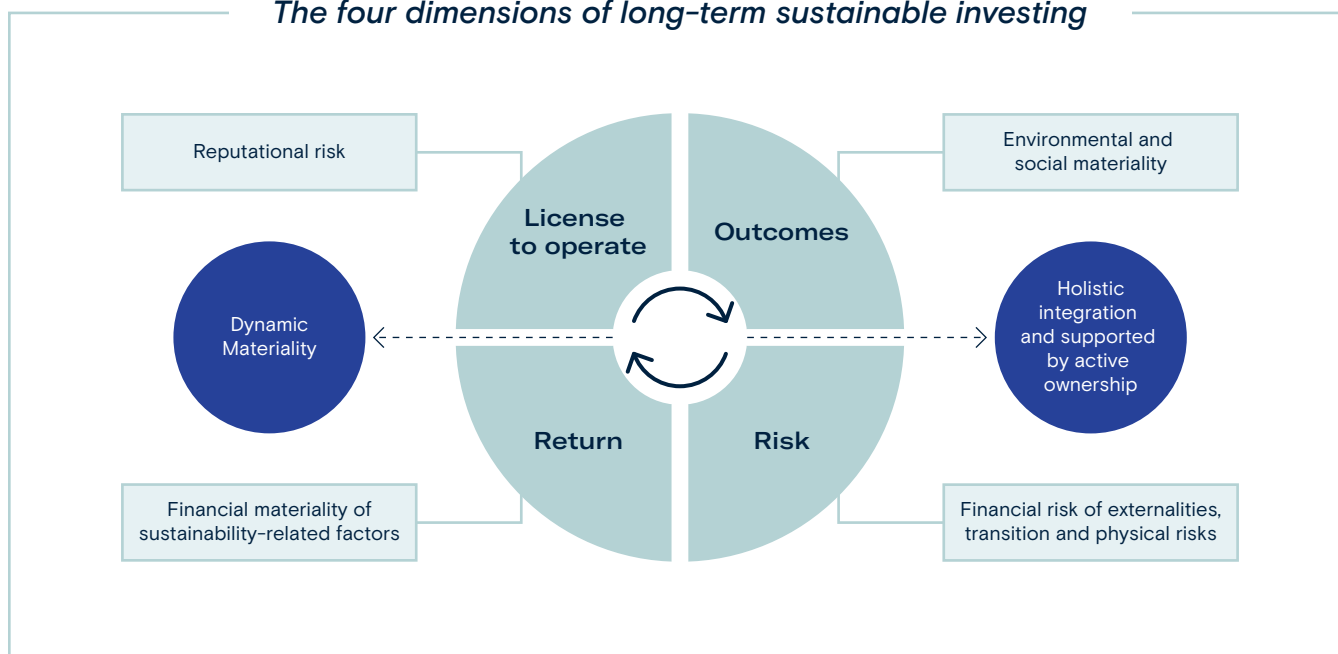 The four dimensions of long-term sustainable investing
Reputational risk
Environmental and
social materiality
License
to operate
Outcomes
Dynamic
Materiality
Holistic
integration
and supported
by active
ownership
Return
Risk
Financial materiality of
sustainability-related factors
Financial risk of externalities,
transition and physical risks